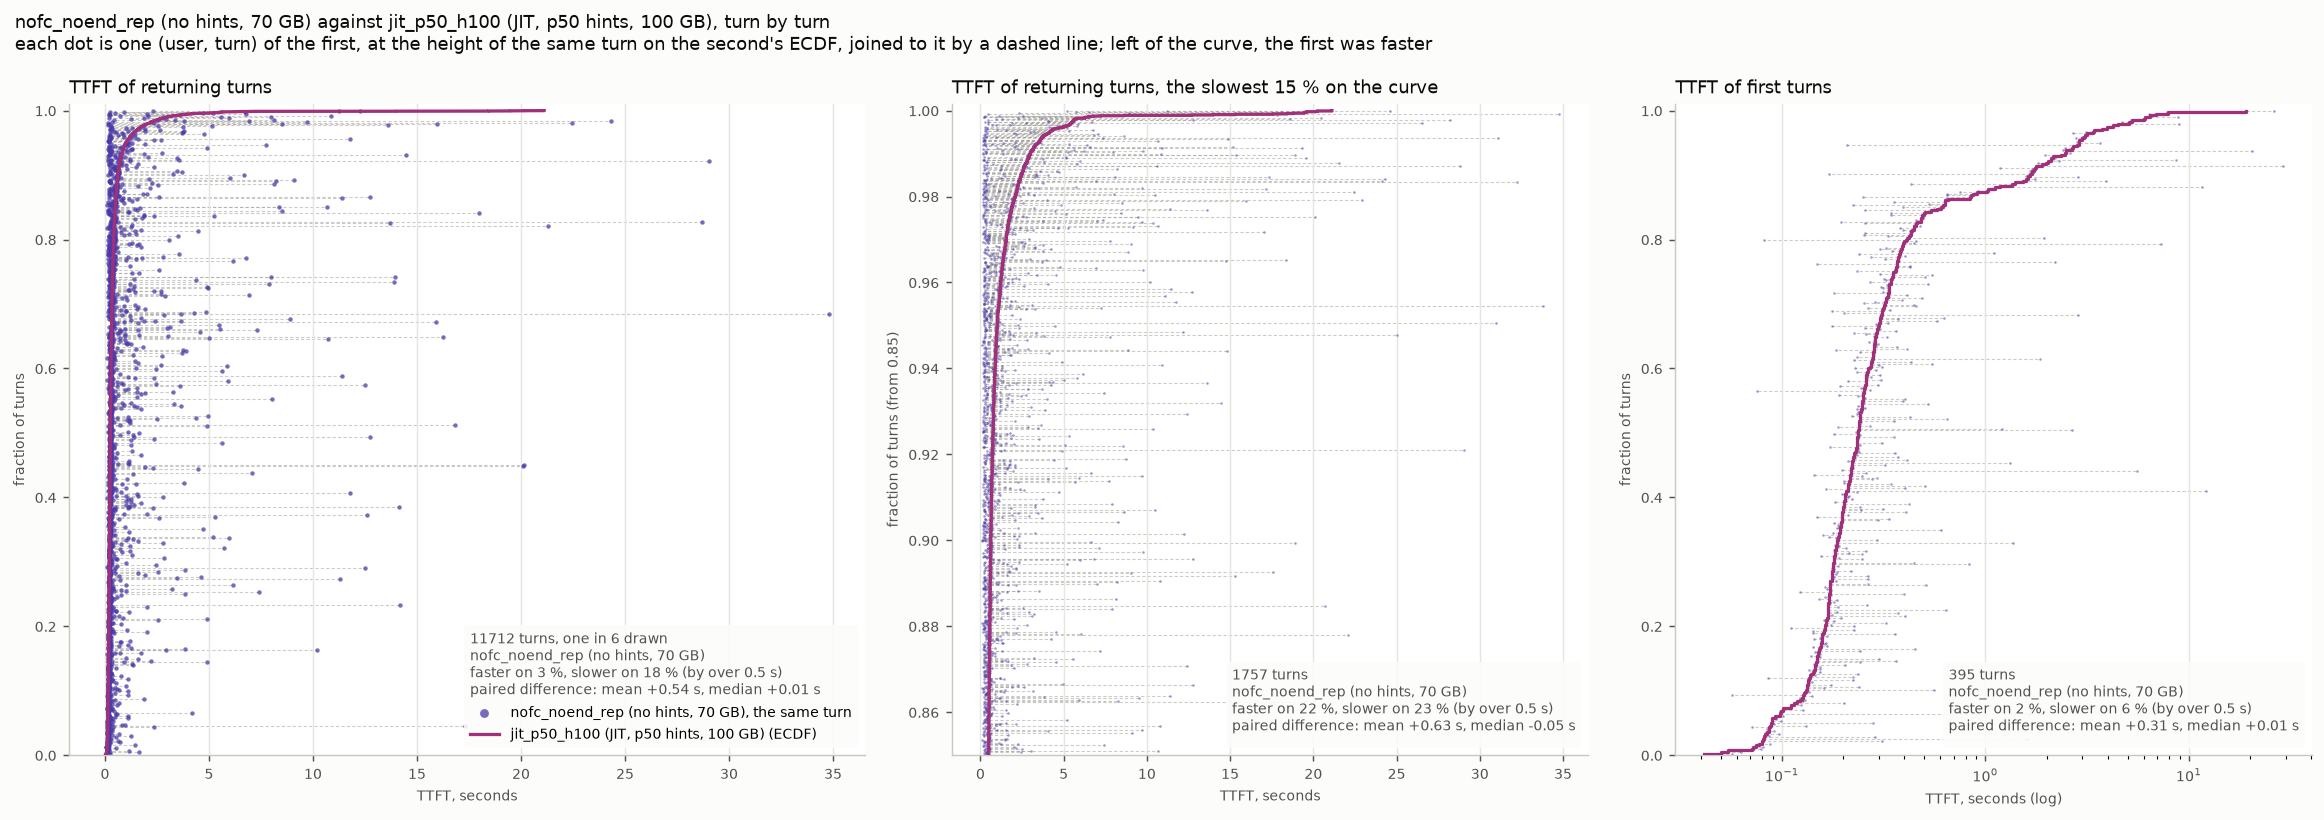 nofc_noend_rep (no hints, 70 GB) against jit_p50_h100 (JIT, p50 hints, 100 GB), turn by turn
each dot is one (user, turn) of the first, at the height of the same turn on the second's ECDF, joined to it by a dashed line; left of the curve, the first was faster
TTFT of returning turns
fraction of turns
1.0
0.8
0.6
0.4
0.2
0.0
0
5
10
15
20
25
30
35
TTFT, seconds
11712 turns, one in 6 drawn
nofc_noend_rep (no hints, 70 GB)
faster on 3 %, slower on 18 % (by over 0.5 s)
paired difference: mean +0.54 s, median +0.01 s
nofc_noend_rep (no hints, 70 GB), the same turn
jit_p50_h100 (JIT, p50 hints, 100 GB) (ECDF)
TTFT of returning turns, the slowest 15 % on the curve
fraction of turns (from 0.85)
1.00
0.98
0.96
0.94
0.92
0.90
0.88
0.86
0
5
10
15
20
25
30
35
TTFT, seconds
1757 turns
nofc_noend_rep (no hints, 70 GB)
faster on 22 %, slower on 23 % (by over 0.5 s)
paired difference: mean +0.63 s, median -0.05 s
TTFT of first turns
fraction of turns
1.0
0.8
0.6
0.4
0.2
0.0
10⁻¹
10⁰
10¹
TTFT, seconds (log)
395 turns
nofc_noend_rep (no hints, 70 GB)
faster on 2 %, slower on 6 % (by over 0.5 s)
paired difference: mean +0.31 s, median +0.01 s